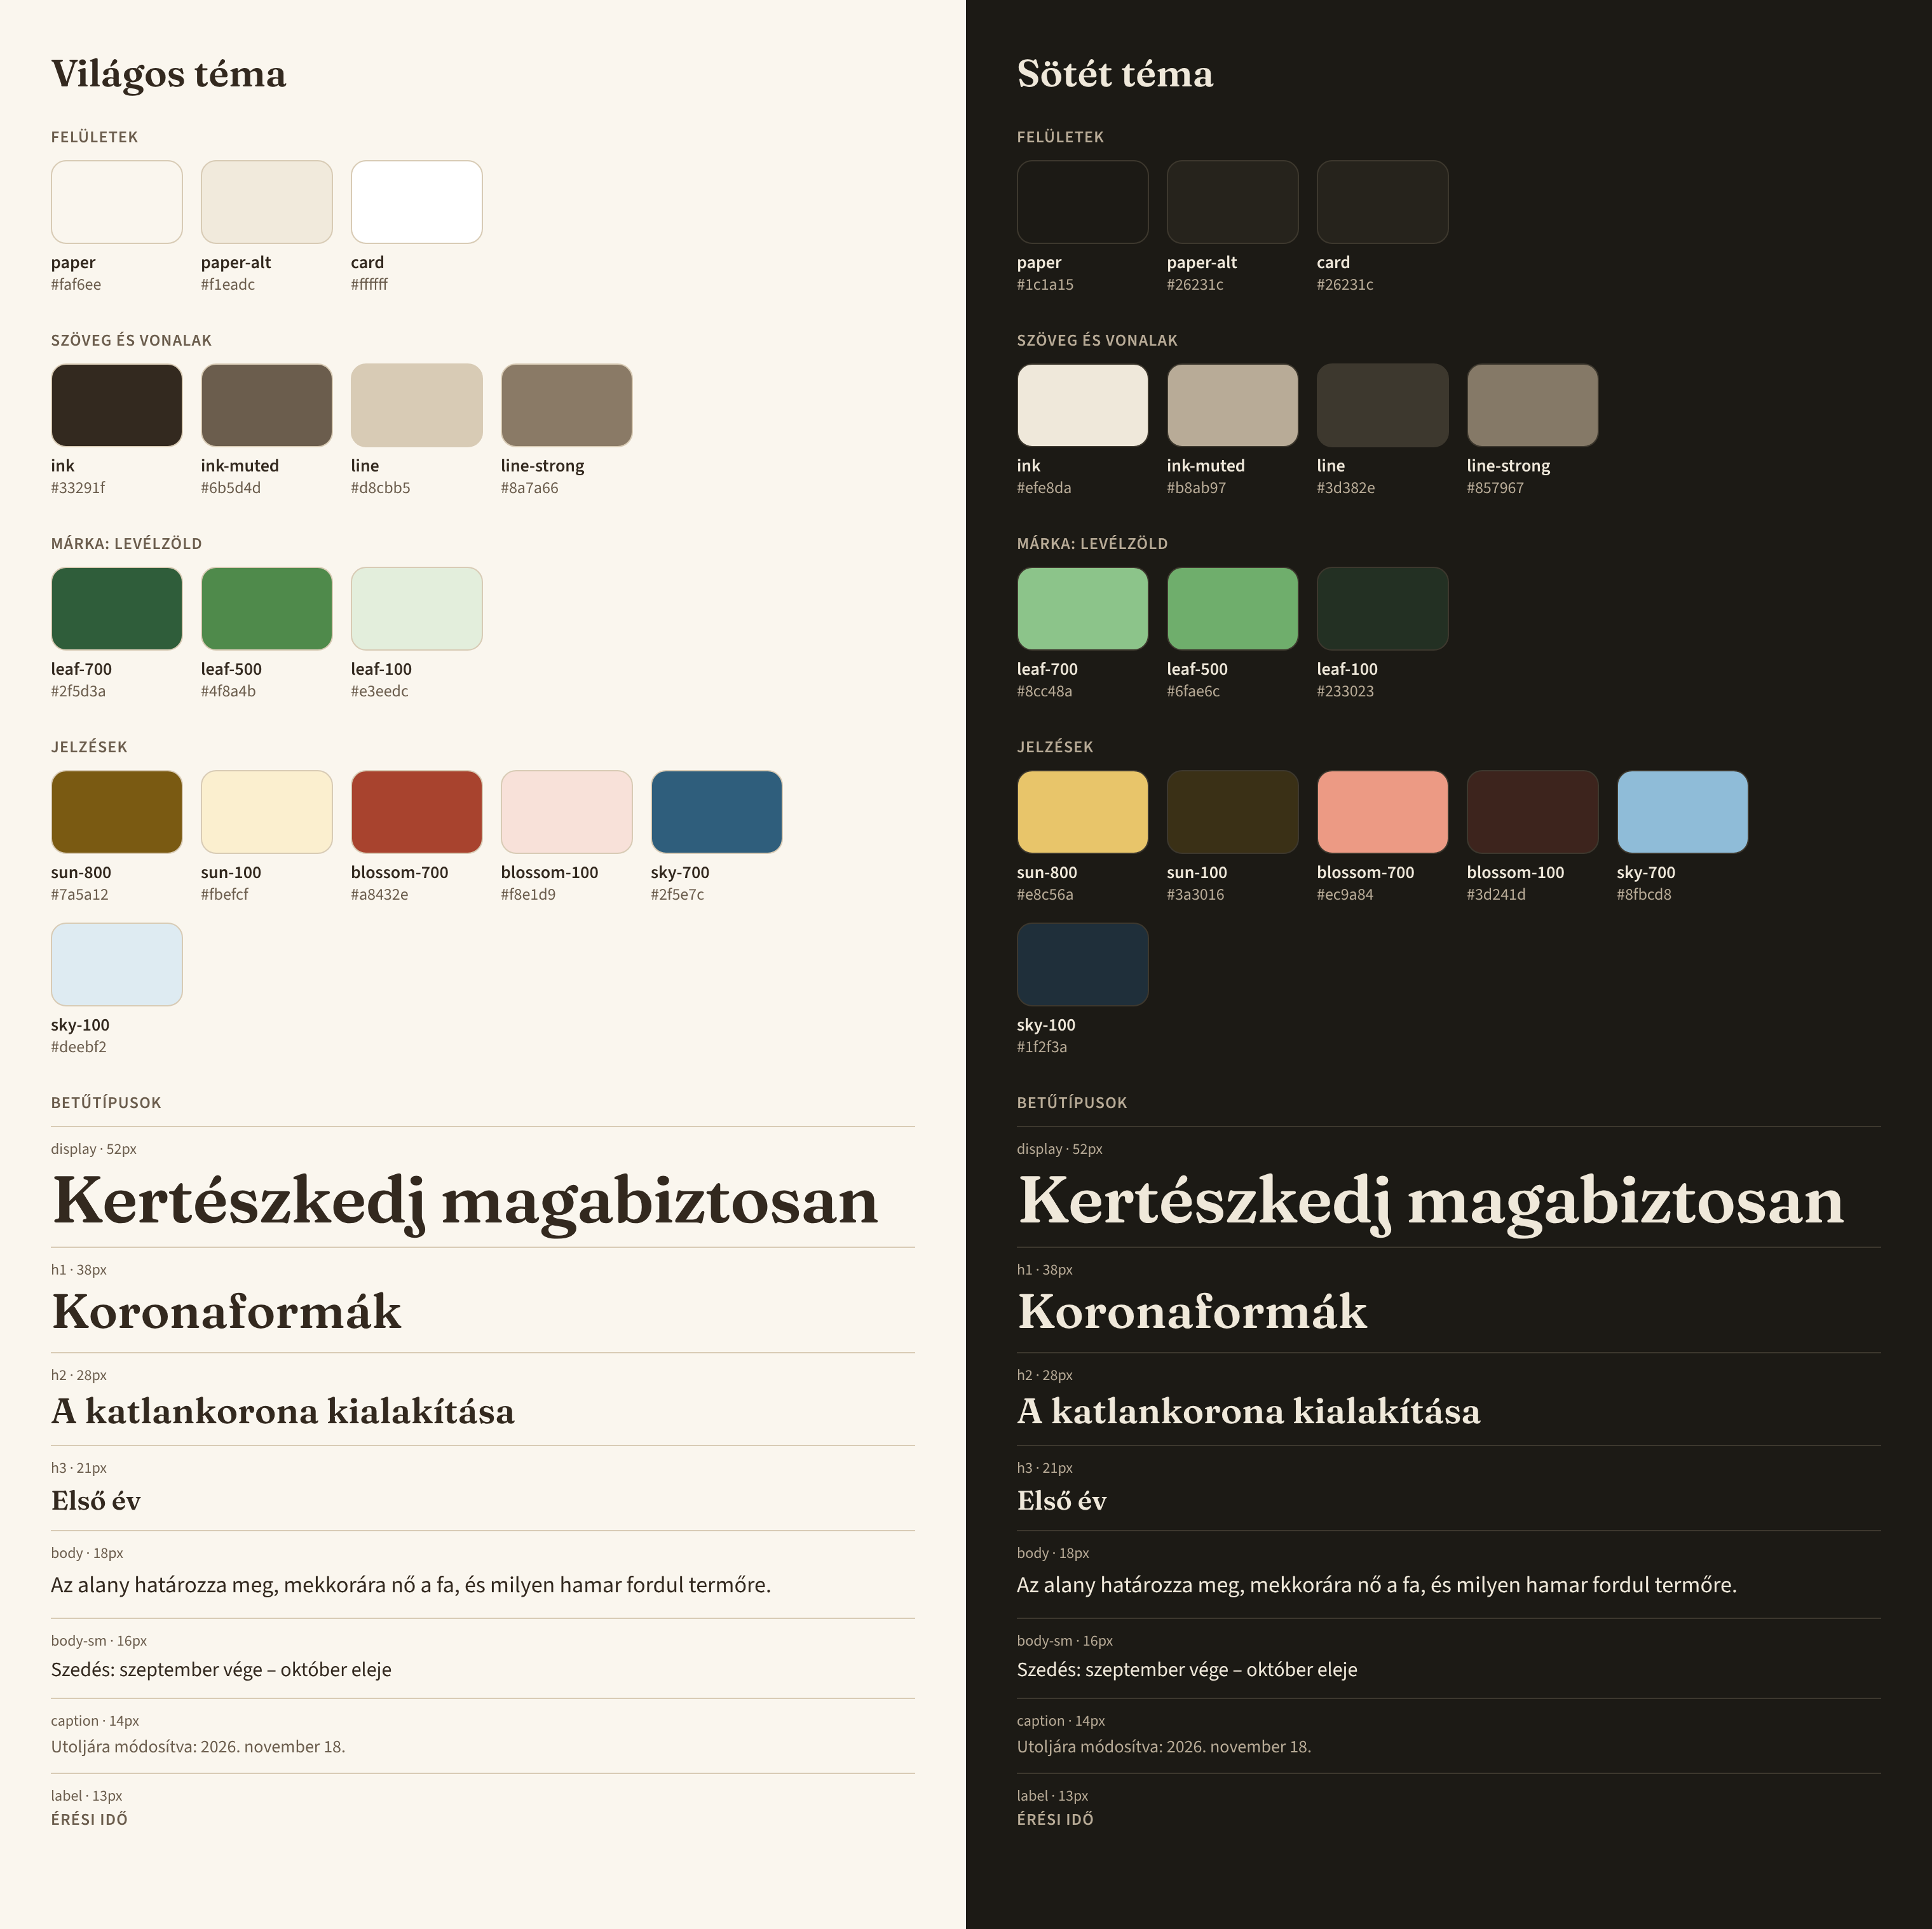 Világos téma
FELÜLETEK
paper paper-alt card
#faf6ee #f1eadc #ffffff
SZÖVEG ÉS VONALAK
ink ink-muted line line-strong
#33291f #6b5d4d #d8cbb5 #8a7a66
MÁRKA: LEVÉLZÖLD
leaf-700 leaf-500 leaf-100
#2f5d3a #4f8a4b #e3eedc
JELZÉSEK
sun-800 sun-100 blossom-700 blossom-100 sky-700
#7a5a12 #fbefcf #a8432e #f8e1d9 #2f5e7c
sky-100
#deebf2
BETŰTÍPUSOK
display · 52px
Kertészkedj magabiztosan
h1 · 38px
Koronaformák
h2 · 28px
A katlankorona kialakítása
h3 · 21px
Első év
body · 18px
Az alany határozza meg, mekkorára nő a fa, és milyen hamar fordul termőre.
body-sm · 16px
Szedés: szeptember vége – október eleje
caption · 14px
Utoljára módosítva: 2026. november 18.
label · 13px
ÉRÉSI IDŐ
Sötét téma
FELÜLETEK
paper paper-alt card
#1c1a15 #26231c #26231c
SZÖVEG ÉS VONALAK
ink ink-muted line line-strong
#efe8da #b8ab97 #3d382e #857967
MÁRKA: LEVÉLZÖLD
leaf-700 leaf-500 leaf-100
#8cc48a #6fae6c #233023
JELZÉSEK
sun-800 sun-100 blossom-700 blossom-100 sky-700
#e8c56a #3a3016 #ec9a84 #3d241d #8fbcd8
sky-100
#1f2f3a
BETŰTÍPUSOK
display · 52px
Kertészkedj magabiztosan
h1 · 38px
Koronaformák
h2 · 28px
A katlankorona kialakítása
h3 · 21px
Első év
body · 18px
Az alany határozza meg, mekkorára nő a fa, és milyen hamar fordul termőre.
body-sm · 16px
Szedés: szeptember vége – október eleje
caption · 14px
Utoljára módosítva: 2026. november 18.
label · 13px
ÉRÉSI IDŐ